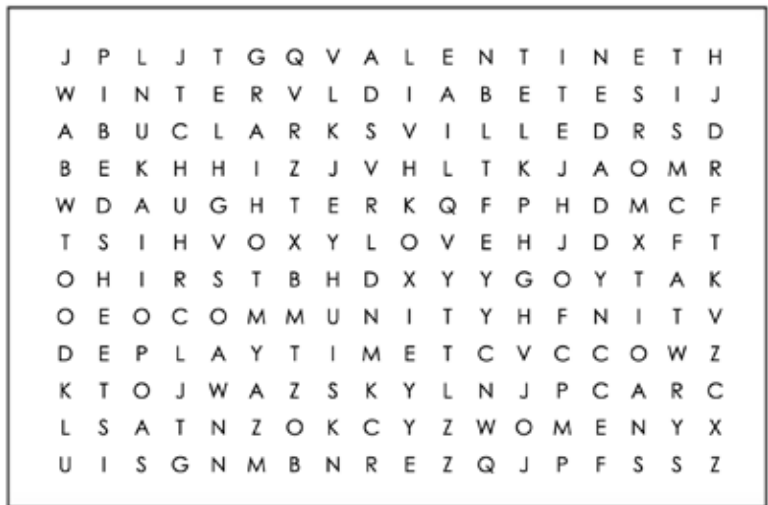 J P L J T G Q V A L E N T I N E T H
W I N T E R V L D I A B E T E S I J
A B U C L A R K S V I L L E D R S D
B E K H H I Z J V H L T K J A O M R
W D A U G H T E R K Q F P H D M C F
T S I H V O X Y L O V E H J D X F T
O H I R S T B H D X Y Y G O Y T A K
O E O C O M M U N I T Y H F N I T V
D E P L A Y T I M E T C V C C O W Z
K T O J W A Z S K Y L N J P C A R C
L S A T N Z O K C Y Z W O M E N Y X
U I S G N M B N R E Z Q J P F S S Z